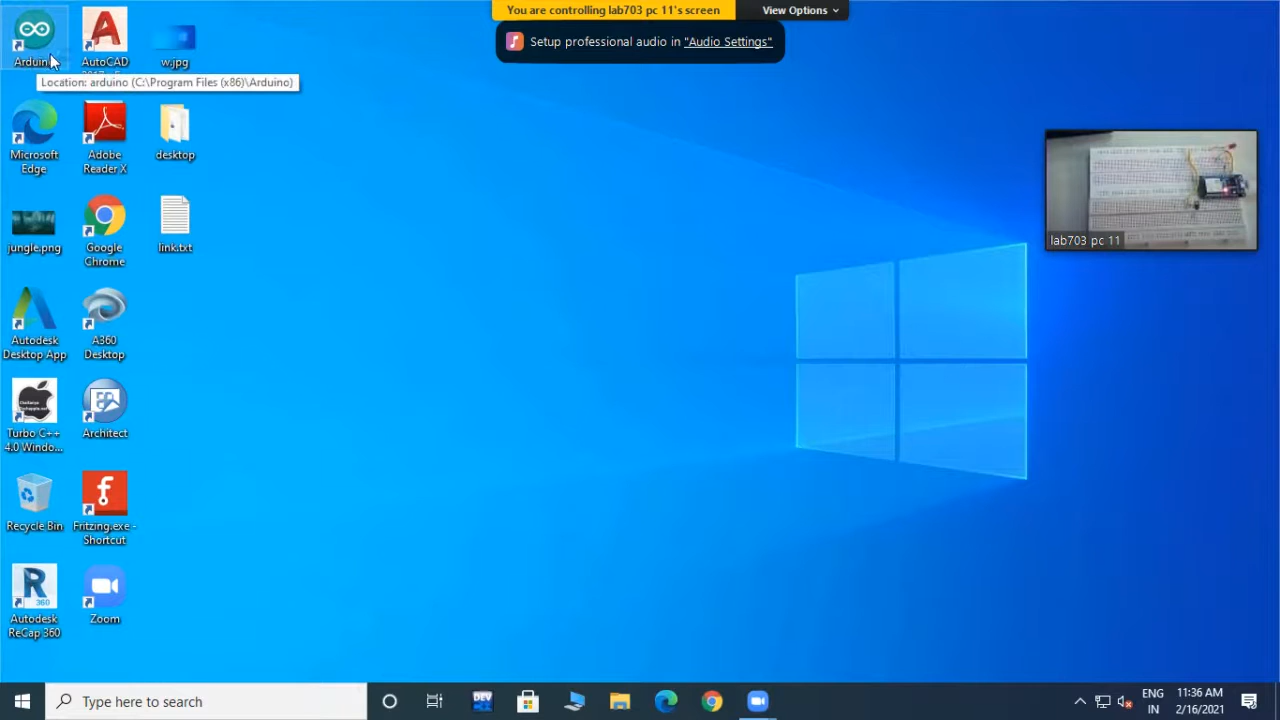 You are controlling lab703 pc 11's screen
View Options
Setup professional audio in "Audio Settings"
Arduino
AutoCAD
w.jpg
Location: arduino (C:\Program Files (x86)\Arduino)
Microsoft
Edge
Adobe
Reader X
desktop
jungle.png
Google
Chrome
link.txt
lab703 pc 11
Autodesk
Desktop App
A360
Desktop
Turbo C++
4.0 Windo...
Architect
Recycle Bin
Fritzing.exe -
Shortcut
R
360
Autodesk
ReCap 360
Zoom
Type here to search
DEV
ENG
IN
11:36 AM
2/16/2021